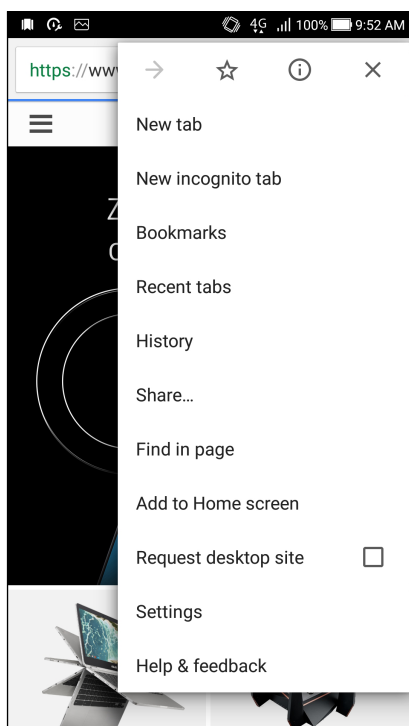 4G 100% 9:52 AM
https://www
New tab
New incognito tab
Bookmarks
Recent tabs
History
Share...
Find in page
Add to Home screen
Request desktop site
Settings
Help & feedback